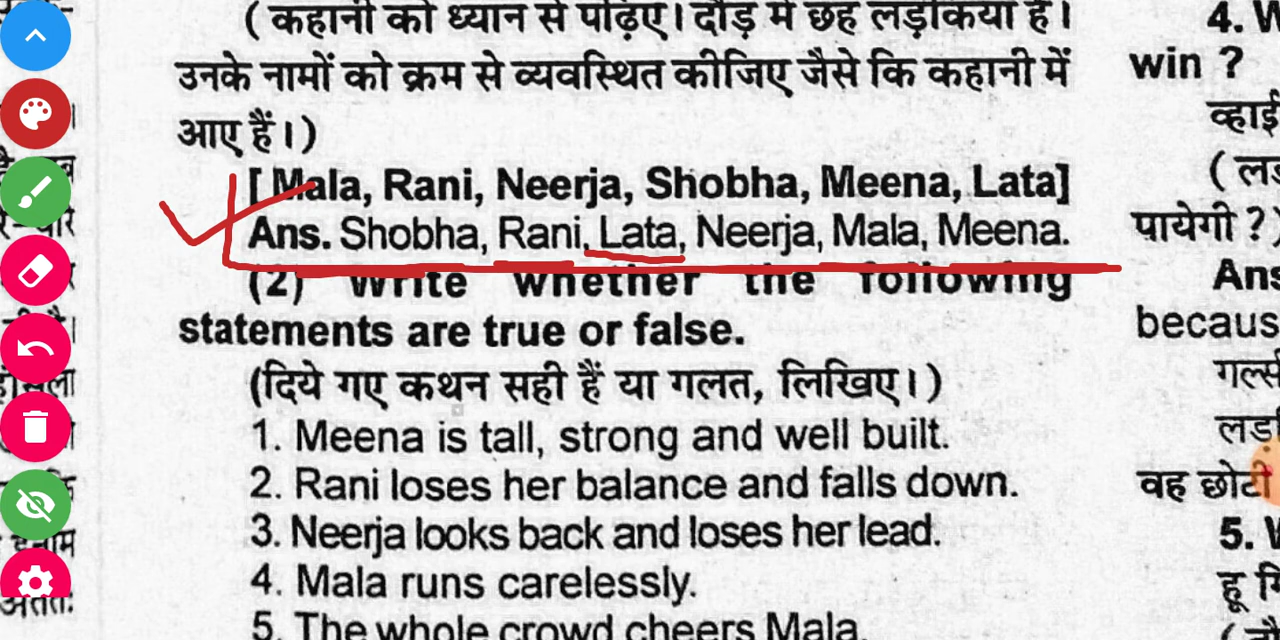 ( कहानी को ध्यान से पढ़िए। दौड़ में छह लड़कियाँ हैं।
उनके नामों को क्रम से व्यवस्थित कीजिए जैसे कि कहानी में
आए हैं।)
[ Mala, Rani, Neerja, Shobha, Meena, Lata]
Ans. Shobha, Rani, Lata, Neerja, Mala, Meena.
(2) Write whether the following
statements are true or false.
(दिये गए कथन सही हैं या गलत, लिखिए।)
1. Meena is tall, strong and well built.
2. Rani loses her balance and falls down.
3. Neerja looks back and loses her lead.
4. Mala runs carelessly.
5. The whole crowd cheers Mala.
4. W
win ?
व्हाई
( लड़
पायेगी ?)
Ans
becaus
गर्ल्स
लड़
वह छोटी
5. W
हू